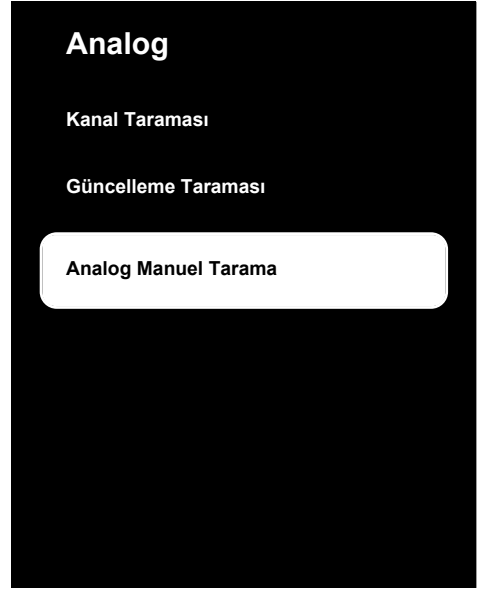 Analog
Kanal Taraması
Güncelleme Taraması
Analog Manuel Tarama